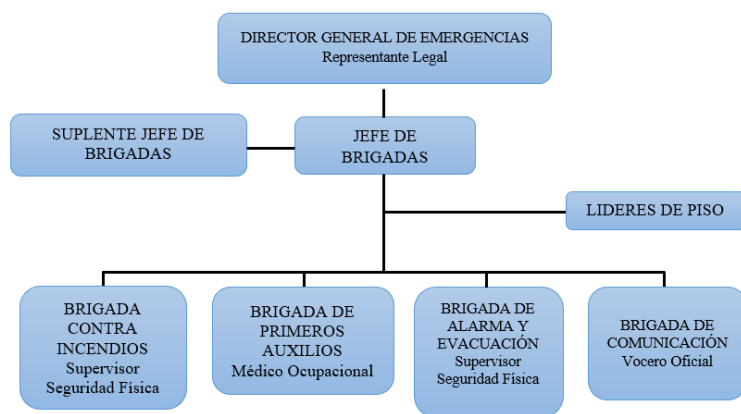 DIRECTOR GENERAL DE EMERGENCIAS
Representante Legal
SUPLENTE JEFE DE
BRIGADAS
JEFE DE
BRIGADAS
LIDERES DE PISO
BRIGADA
CONTRA
INCENDIOS
Supervisor
Seguridad Física
BRIGADA DE
PRIMEROS
AUXILIOS
Médico Ocupacional
BRIGADA DE
ALARMA Y
EVACUACIÓN
Supervisor
Seguridad Física
BRIGADA DE
COMUNICACIÓN
Vocero Oficial